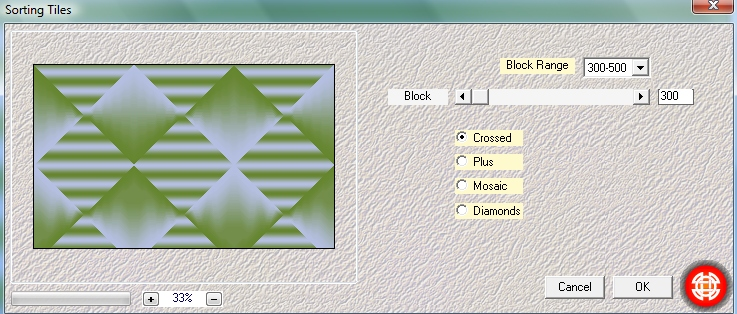 Sorting Tiles
Block Range 300-500
Block 300
Crossed
Plus
Mosaic
Diamonds
Cancel OK
+ 33% −